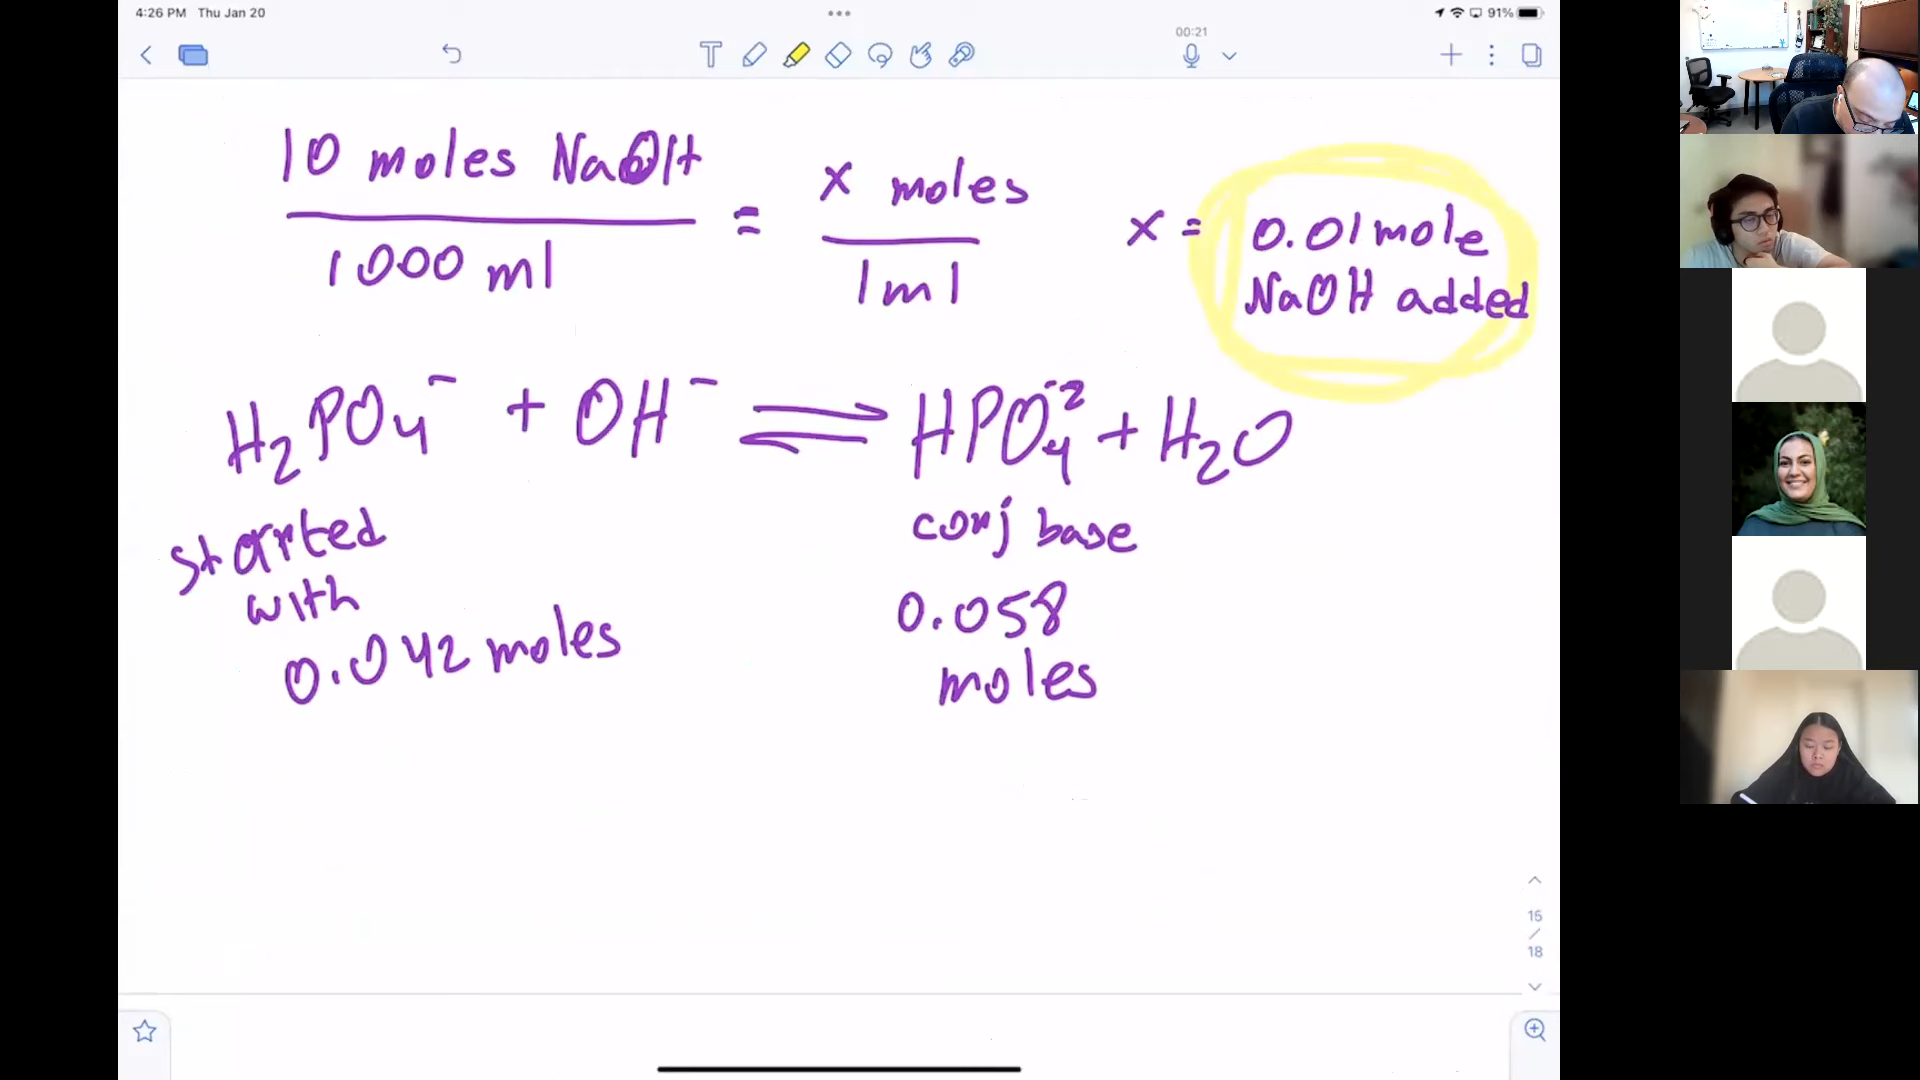 4:26 PM Thu Jan 20
91%
00:21
10 moles NaOH
1000 ml
=
x moles
1 ml
x = 0.01 mole
NaOH added
H₂PO₄⁻ + OH⁻ ⇌ HPO₄⁻² + H₂O
started
with
0.042 moles
conj base
0.058
moles
15
/
18